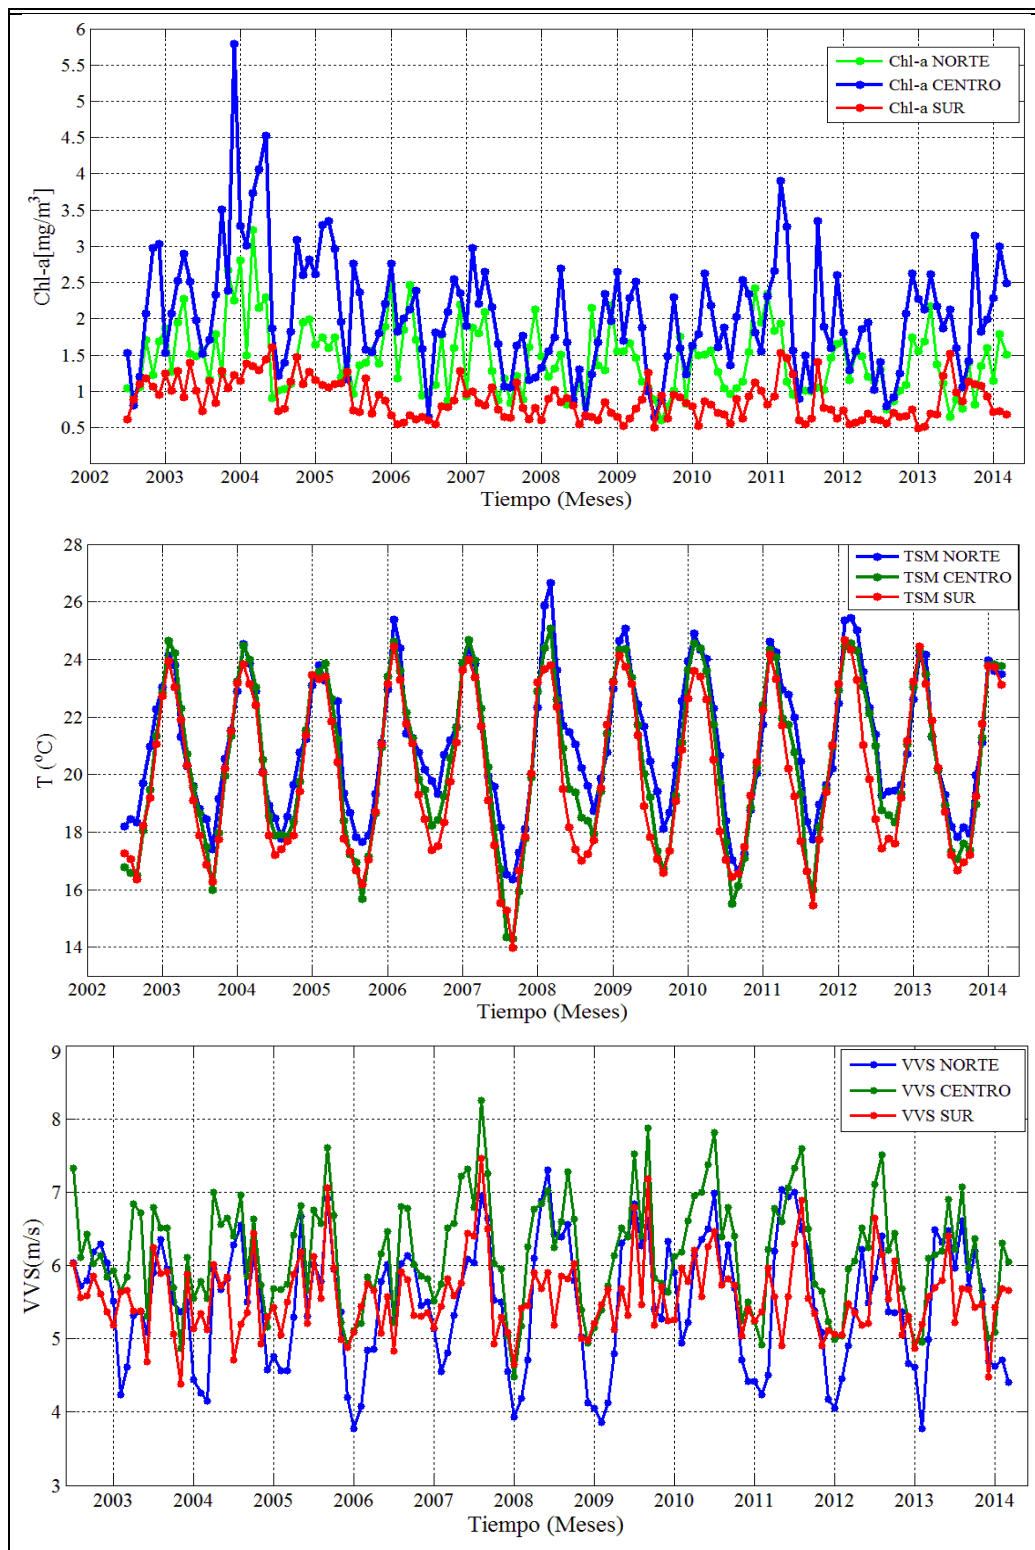 6
5.5
5
4.5
4
3.5
3
2.5
2
1.5
1
0.5
Chl-a[mg/m³]
Chl-a NORTE
Chl-a CENTRO
Chl-a SUR
2002 2003 2004 2005 2006 2007 2008 2009 2010 2011 2012 2013 2014
Tiempo (Meses)
28
26
24
22
20
18
16
14
T (°C)
TSM NORTE
TSM CENTRO
TSM SUR
2002 2003 2004 2005 2006 2007 2008 2009 2010 2011 2012 2013 2014
Tiempo (Meses)
9
8
7
6
5
4
3
VVS(m/s)
VVS NORTE
VVS CENTRO
VVS SUR
2003 2004 2005 2006 2007 2008 2009 2010 2011 2012 2013 2014
Tiempo (Meses)